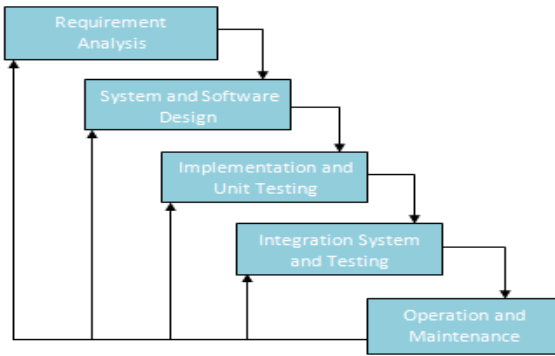 Requirement
Analysis
System and Software
Design
Implementation and
Unit Testing
Integration System
and Testing
Operation and
Maintenance